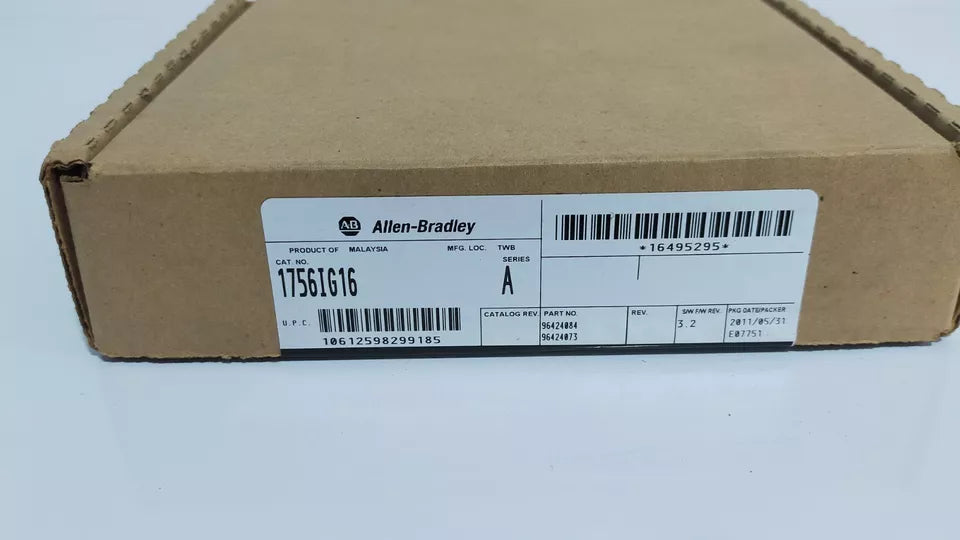 AB Allen-Bradley
PRODUCT OF MALAYSIA MFG. LOC. TWB
CAT. NO. SERIES
1756IG16 A
U.P.C.
10612598299185
*16495295*
CATALOG REV. PART NO. REV. S/W F/W REV. PKG DATE/PACKER
96424084 3.2 2011/05/31
96424073 E07751